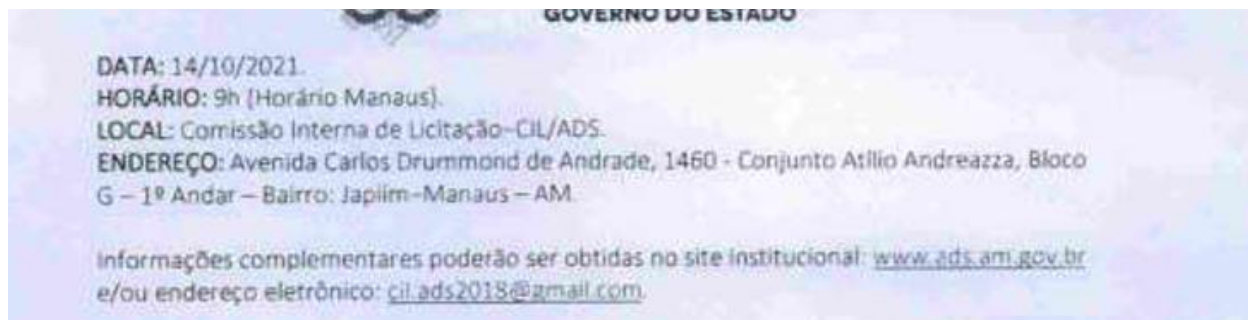 GOVERNO DO ESTADO
DATA: 14/10/2021.
HORÁRIO: 9h (Horário Manaus).
LOCAL: Comissão Interna de Licitação–CIL/ADS.
ENDEREÇO: Avenida Carlos Drummond de Andrade, 1460 - Conjunto Atílio Andreazza, Bloco
G – 1º Andar – Bairro: Japiim–Manaus – AM.
Informações complementares poderão ser obtidas no site institucional: www.ads.am.gov.br
e/ou endereço eletrônico: cil.ads2018@gmail.com.